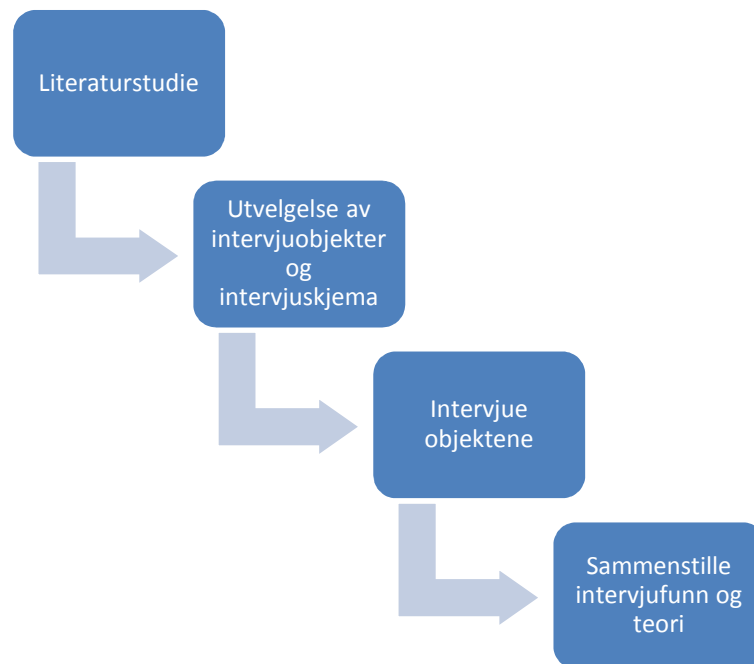 Literaturstudie
Utvelgelse av
intervjuobjekter
og
intervjuskjema
Intervjue
objektene
Sammenstille
intervjufunn og
teori